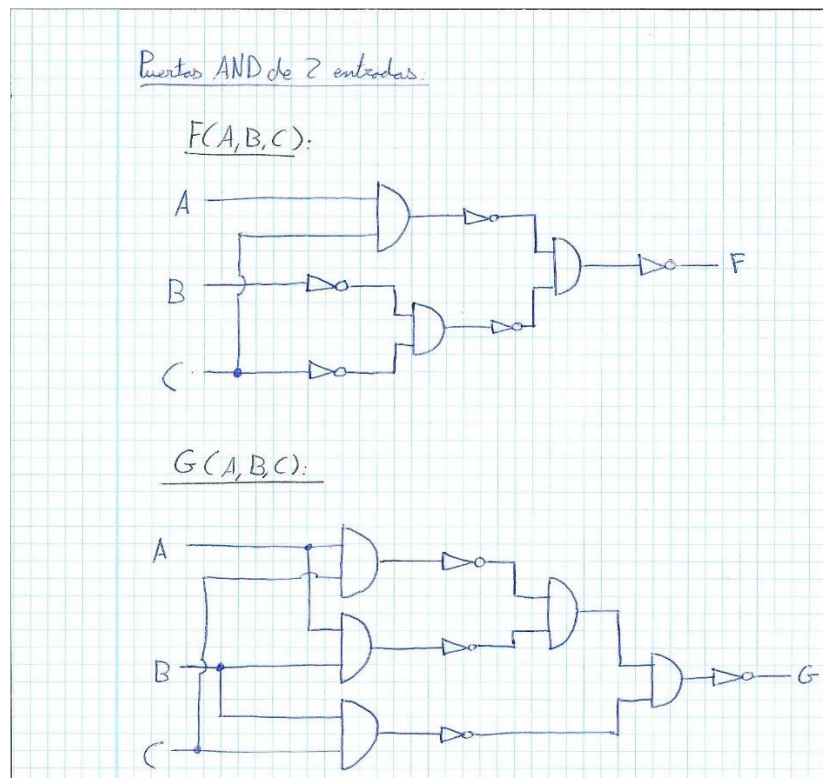 Puertas AND de 2 entradas.
F(A,B,C):
A
B
C
F
G(A,B,C):
A
B
C
G